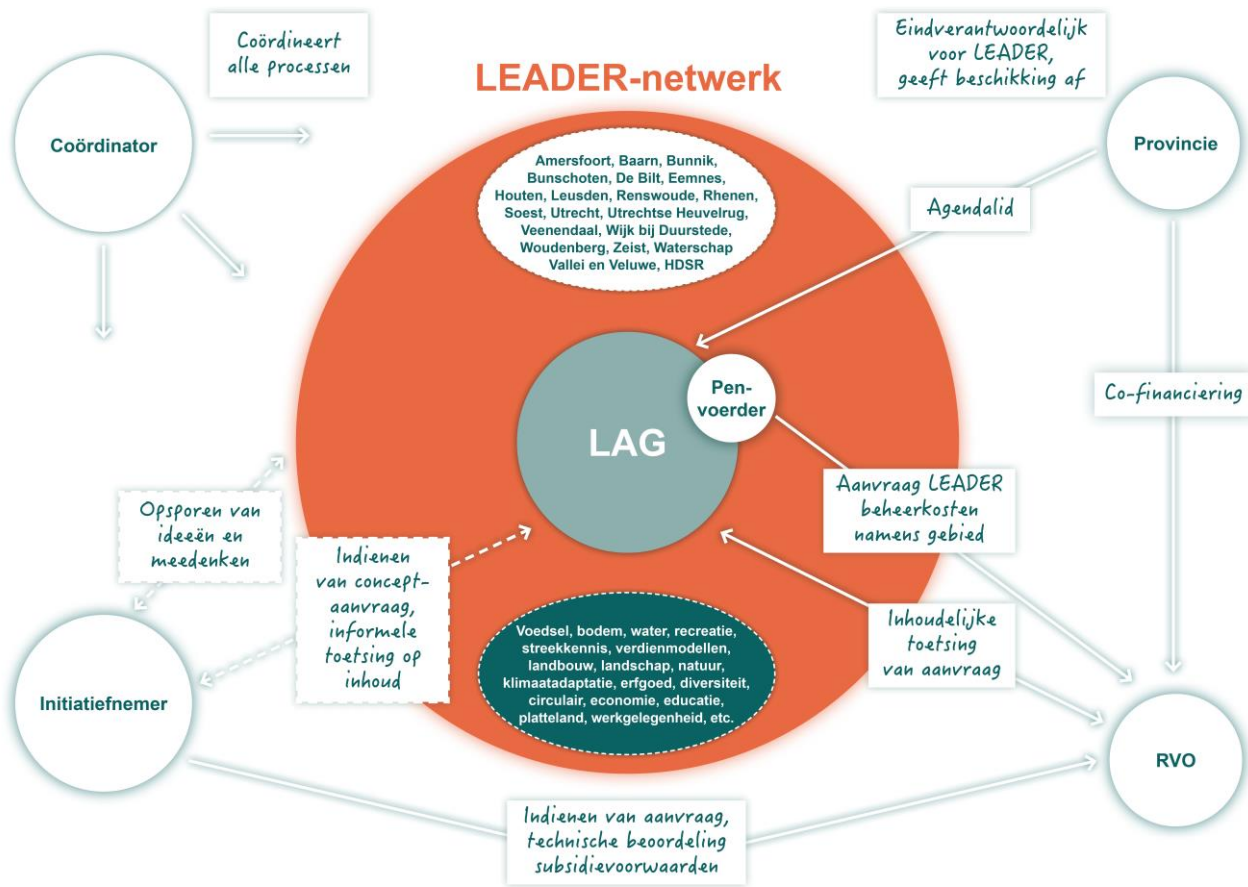 Coördineert
alle processen
Eindverantwoordelijk
voor LEADER,
geeft beschikking af
LEADER-netwerk
Coördinator
Provincie
Amersfoort, Baarn, Bunnik,
Bunschoten, De Bilt, Eemnes,
Houten, Leusden, Renswoude, Rhenen,
Soest, Utrecht, Utrechtse Heuvelrug,
Veenendaal, Wijk bij Duurstede,
Woudenberg, Zeist, Waterschap
Vallei en Veluwe, HDSR
Agendalid
Pen-
voerder
Co-financiering
LAG
Aanvraag LEADER
beheerkosten
namens gebied
Opsporen van
ideeën en
meedenken
Indienen
van concept-
aanvraag,
informele
toetsing op
inhoud
Voedsel, bodem, water, recreatie,
streekkennis, verdienmodellen,
landbouw, landschap, natuur,
klimaatadaptatie, erfgoed, diversiteit,
circulair, economie, educatie,
platteland, werkgelegenheid, etc.
Inhoudelijke
toetsing
van aanvraag
Initiatiefnemer
RVO
Indienen van aanvraag,
technische beoordeling
subsidievoorwaarden